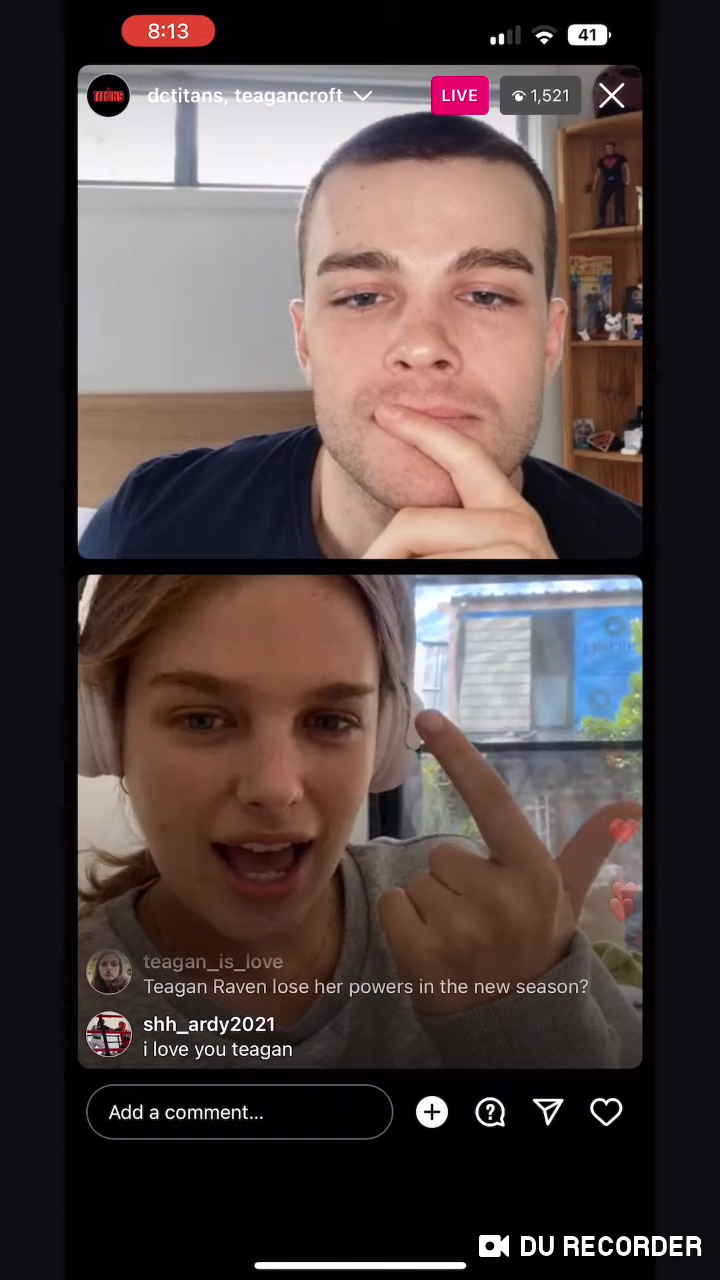 8:13
41
TITANS
dctitans, teagancroft
LIVE
1,521
teagan_is_love
Teagan Raven lose her powers in the new season?
shh_ardy2021
i love you teagan
Add a comment...
DU RECORDER